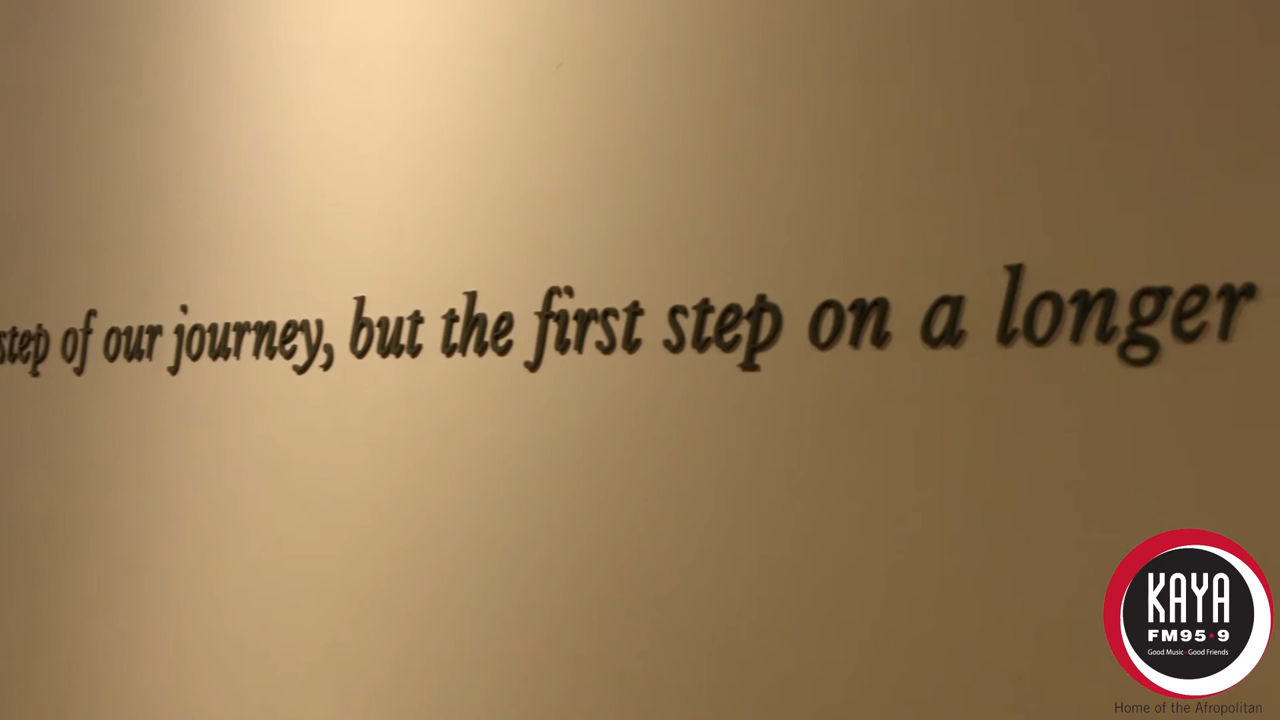 step of our journey, but the first step on a longer
KAYA
FM95·9
Good Music·Good Friends
Home of the Afropolitan